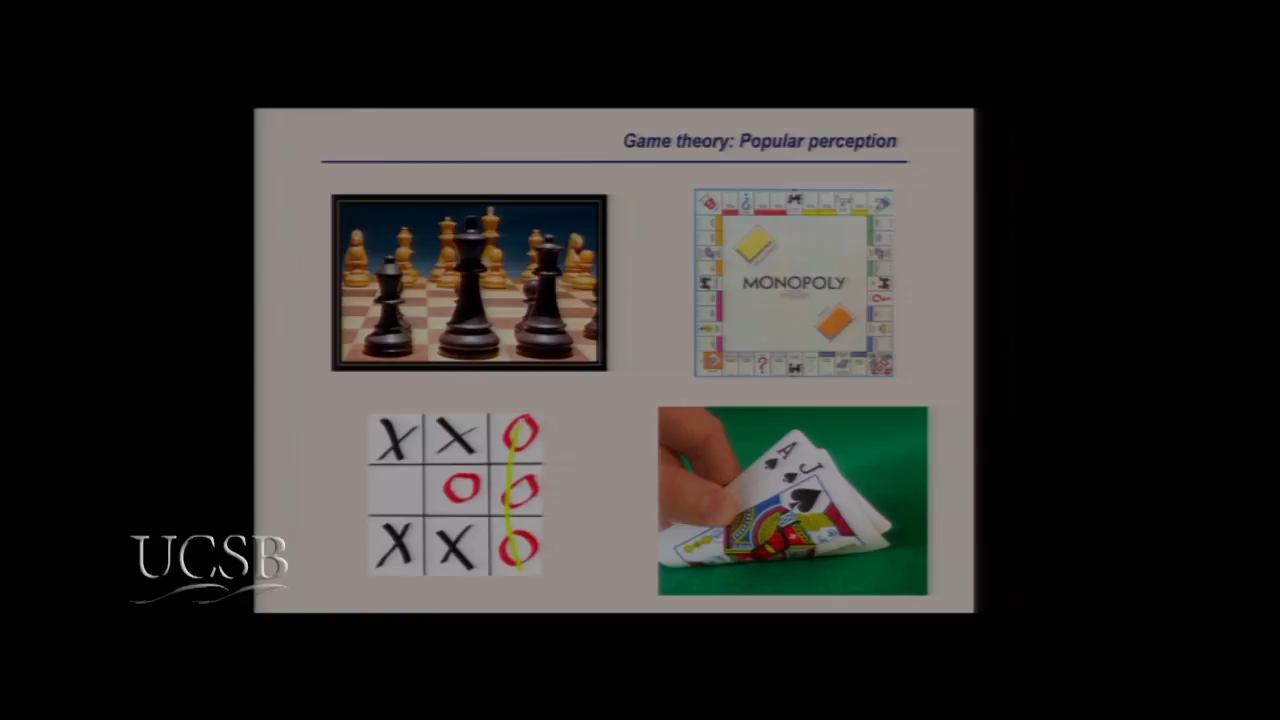 Game theory: Popular perception
MONOPOLY
X X O
O O
X X O
A
J
UCSB